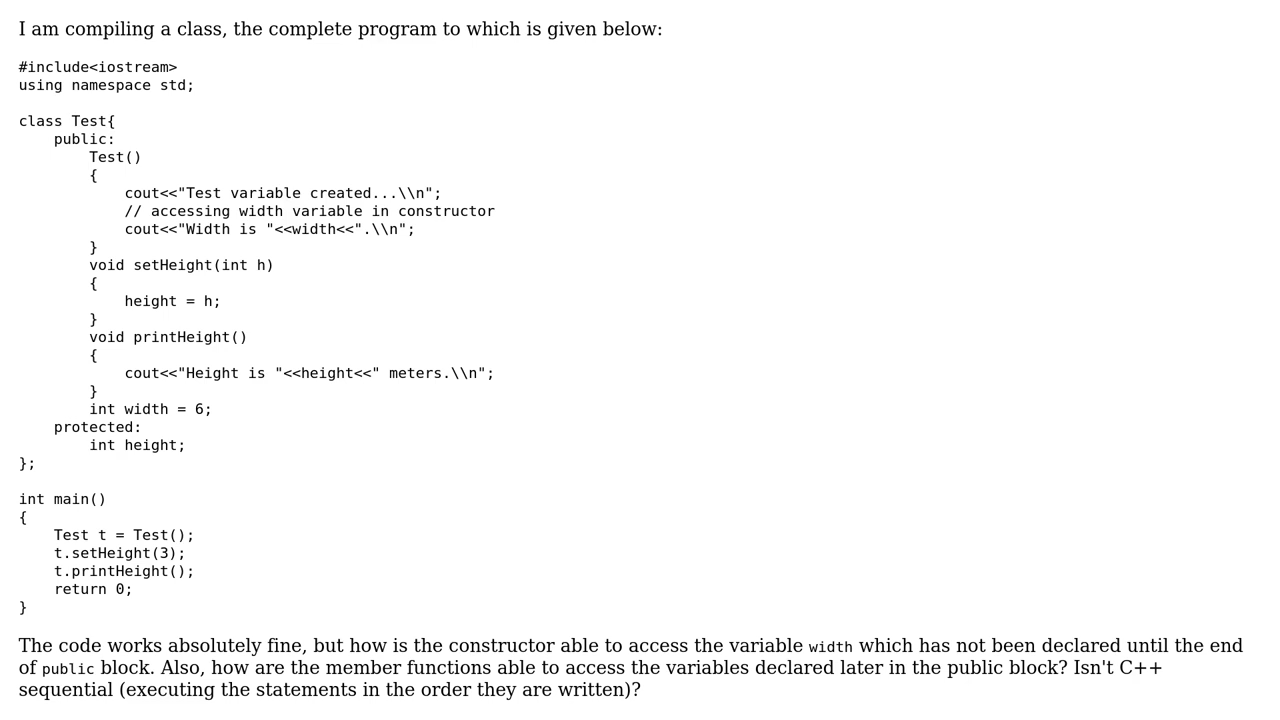 I am compiling a class, the complete program to which is given below:
#include<iostream>
using namespace std;
class Test{
    public:
        Test()
        {
            cout<<"Test variable created...\\n";
            // accessing width variable in constructor
            cout<<"Width is "<<width<<".\\n";
        }
        void setHeight(int h)
        {
            height = h;
        }
        void printHeight()
        {
            cout<<"Height is "<<height<<" meters.\\n";
        }
        int width = 6;
    protected:
        int height;
};
int main()
{
    Test t = Test();
    t.setHeight(3);
    t.printHeight();
    return 0;
}
The code works absolutely fine, but how is the constructor able to access the variable width which has not been declared until the end
of public block. Also, how are the member functions able to access the variables declared later in the public block? Isn't C++
sequential (executing the statements in the order they are written)?